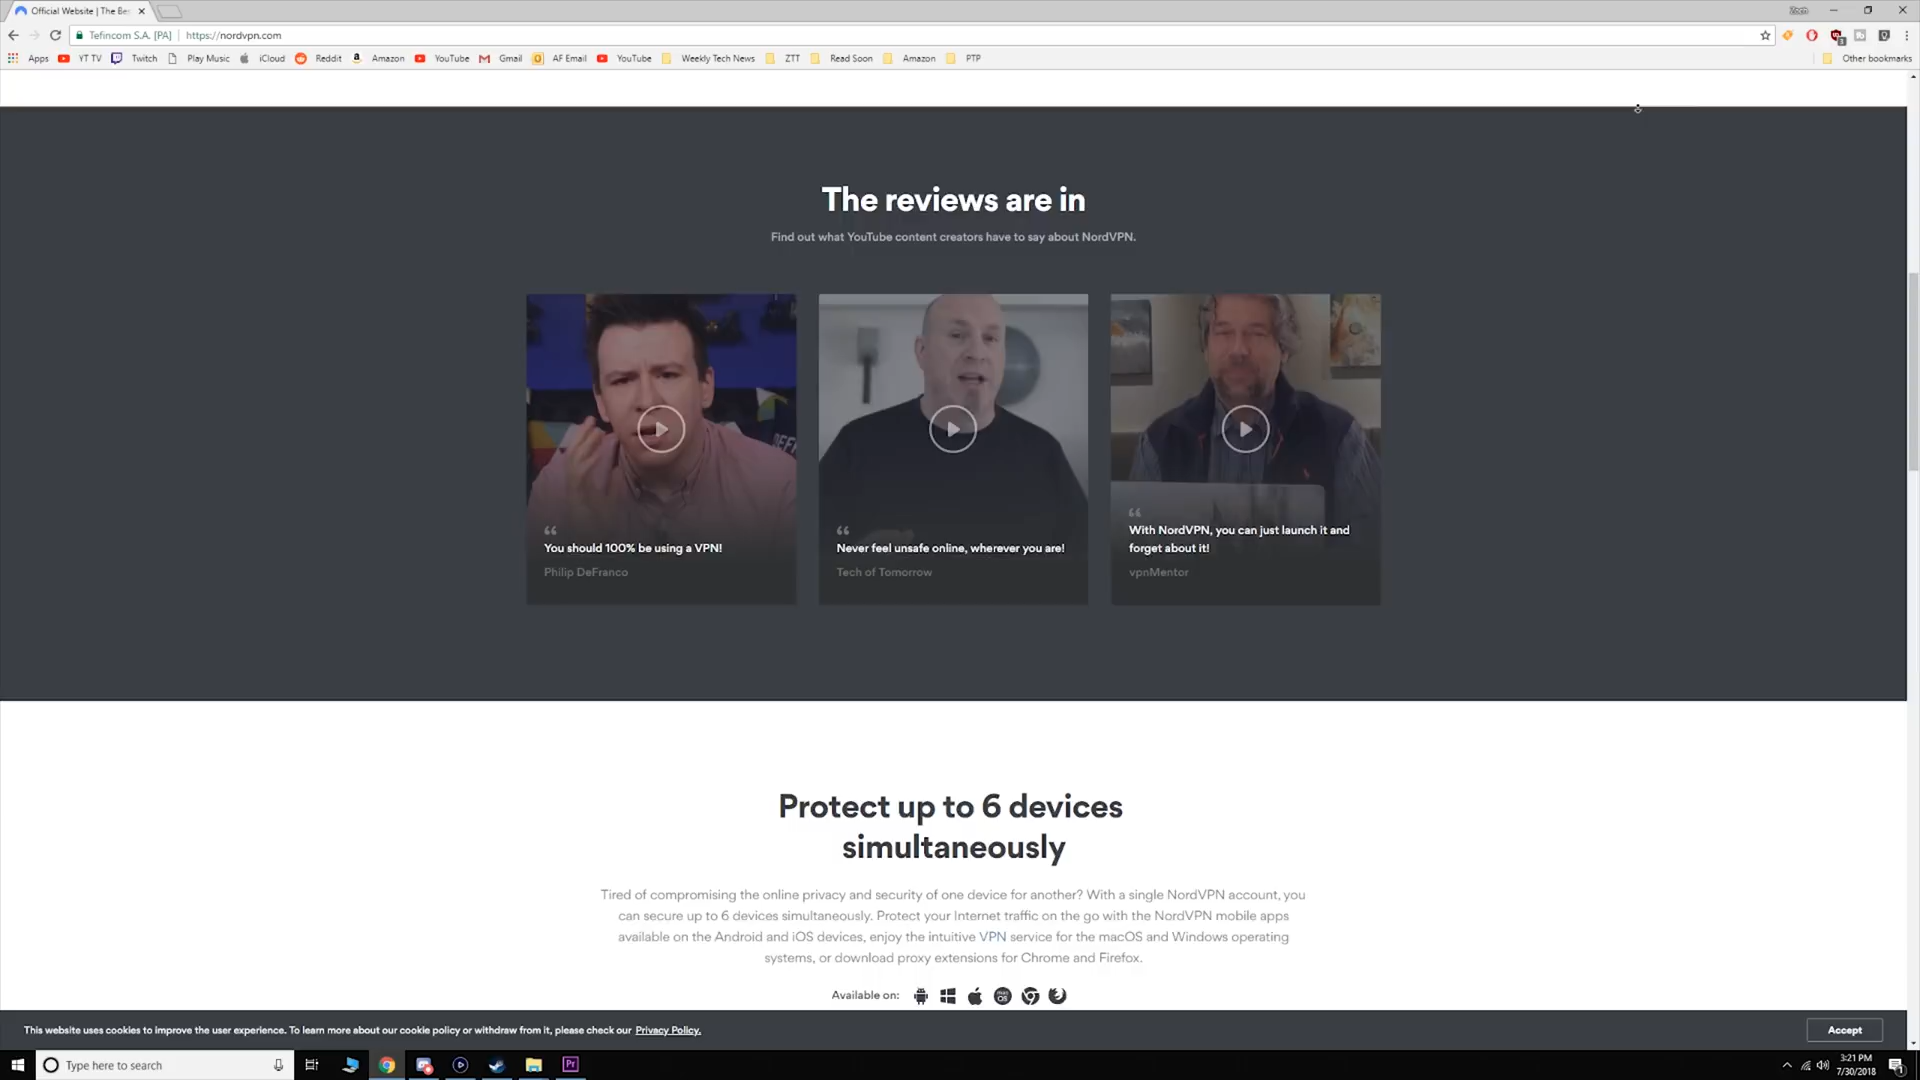 Official Website | The Be
Zach
Tefincom S.A. [PA] https://nordvpn.com
Apps YT TV Twitch Play Music iCloud Reddit Amazon YouTube Gmail AF Email YouTube Weekly Tech News ZTT Read Soon Amazon PTP Other bookmarks
The reviews are in
Find out what YouTube content creators have to say about NordVPN.
“
You should 100% be using a VPN!
Philip DeFranco
“
Never feel unsafe online, wherever you are!
Tech of Tomorrow
“
With NordVPN, you can just launch it and
forget about it!
vpnMentor
Protect up to 6 devices
simultaneously
Tired of compromising the online privacy and security of one device for another? With a single NordVPN account, you
can secure up to 6 devices simultaneously. Protect your Internet traffic on the go with the NordVPN mobile apps
available on the Android and iOS devices, enjoy the intuitive VPN service for the macOS and Windows operating
systems, or download proxy extensions for Chrome and Firefox.
Available on:
This website uses cookies to improve the user experience. To learn more about our cookie policy or withdraw from it, please check our Privacy Policy.
Accept
Type here to search
Pr
3:21 PM
7/30/2018